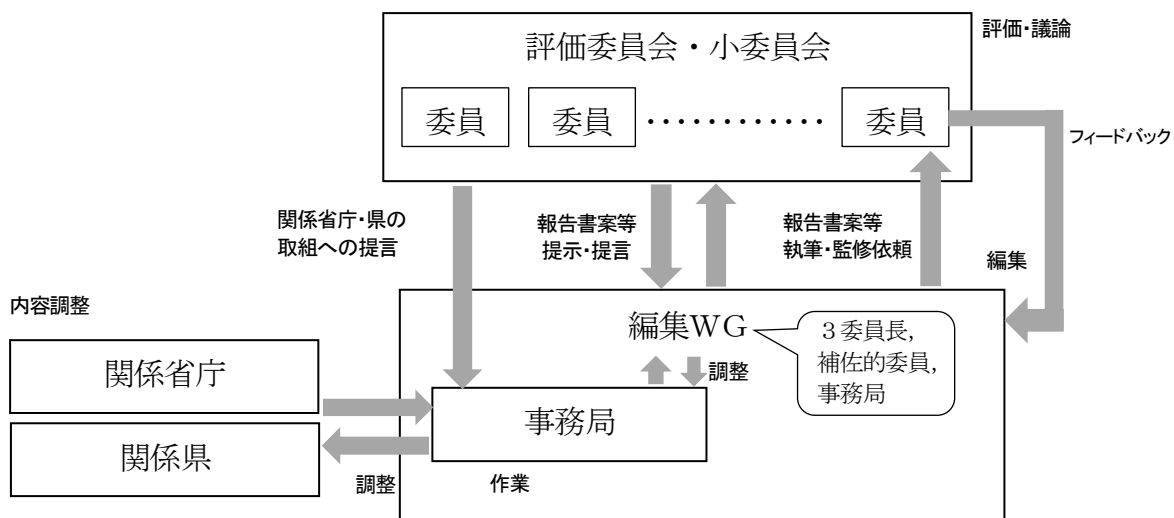 評価委員会・小委員会
評価・議論
委員
委員
‥‥‥‥‥‥
委員
フィードバック
関係省庁・県の
取組への提言
報告書案等
提示・提言
報告書案等
執筆・監修依頼
編集
内容調整
編集WG
３委員長，
補佐的委員，
事務局
関係省庁
調整
事務局
関係県
調整
作業